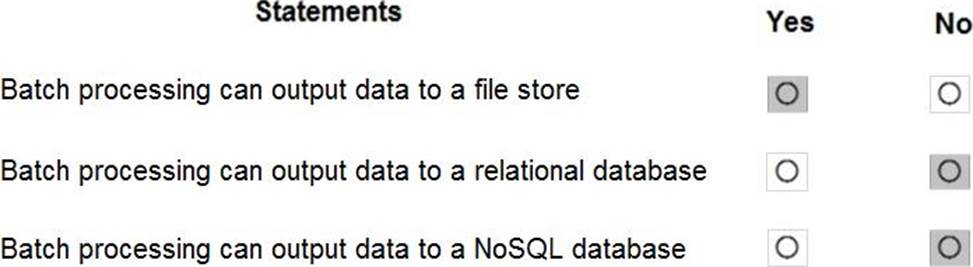 Statements Yes No
Batch processing can output data to a file store
Batch processing can output data to a relational database
Batch processing can output data to a NoSQL database